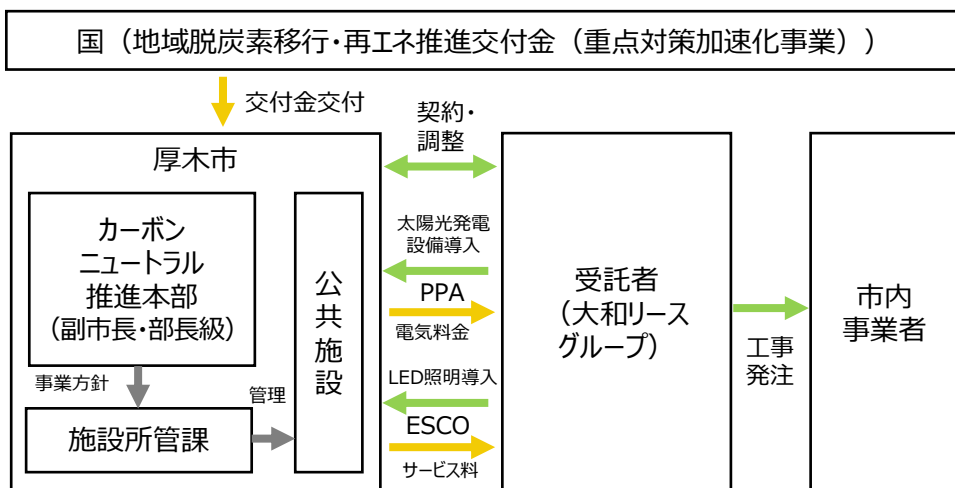 国（地域脱炭素移行・再エネ推進交付金（重点対策加速化事業））
交付金交付
厚木市
カーボン
ニュートラル
推進本部
（副市長・部長級）
事業方針
施設所管課
管理
公共施設
契約・
調整
太陽光発電
設備導入
PPA
電気料金
LED照明導入
ESCO
サービス料
受託者
（大和リース
グループ）
工事
発注
市内
事業者